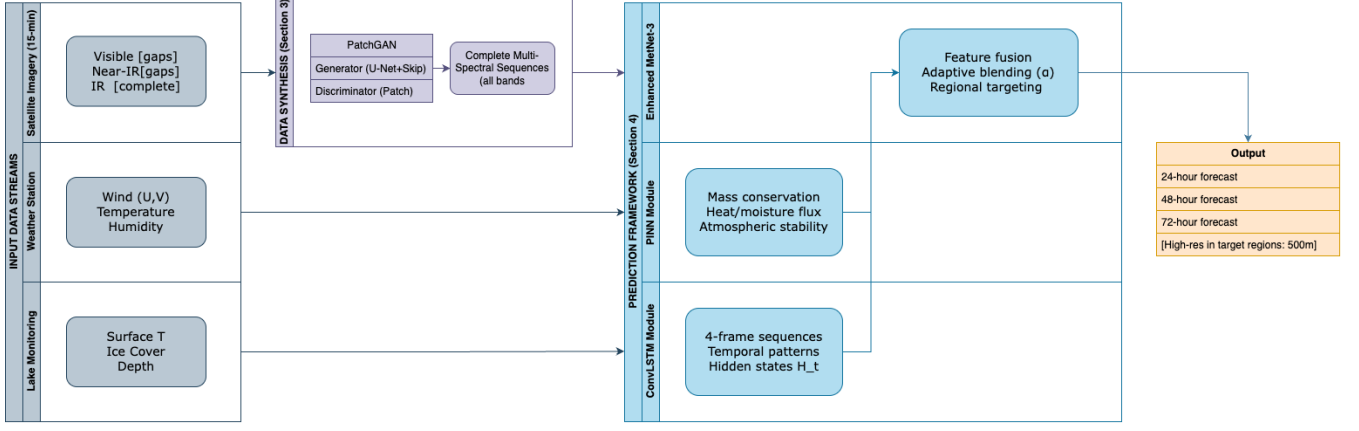 INPUT DATA STREAMS
Satellite Imagery (15-min)
Visible [gaps]
Near-IR[gaps]
IR [complete]
Weather Station
Wind (U,V)
Temperature
Humidity
Lake Monitoring
Surface T
Ice Cover
Depth
DATA SYNTHESIS (Section 3)
PatchGAN
Generator (U-Net+Skip)
Discriminator (Patch)
Complete Multi-
Spectral Sequences
(all bands
PREDICTION FRAMEWORK (Section 4)
Enhanced MetNet-3
Feature fusion
Adaptive blending (α)
Regional targeting
PINN Module
Mass conservation
Heat/moisture flux
Atmospheric stability
ConvLSTM Module
4-frame sequences
Temporal patterns
Hidden states H_t
Output
24-hour forecast
48-hour forecast
72-hour forecast
[High-res in target regions: 500m]